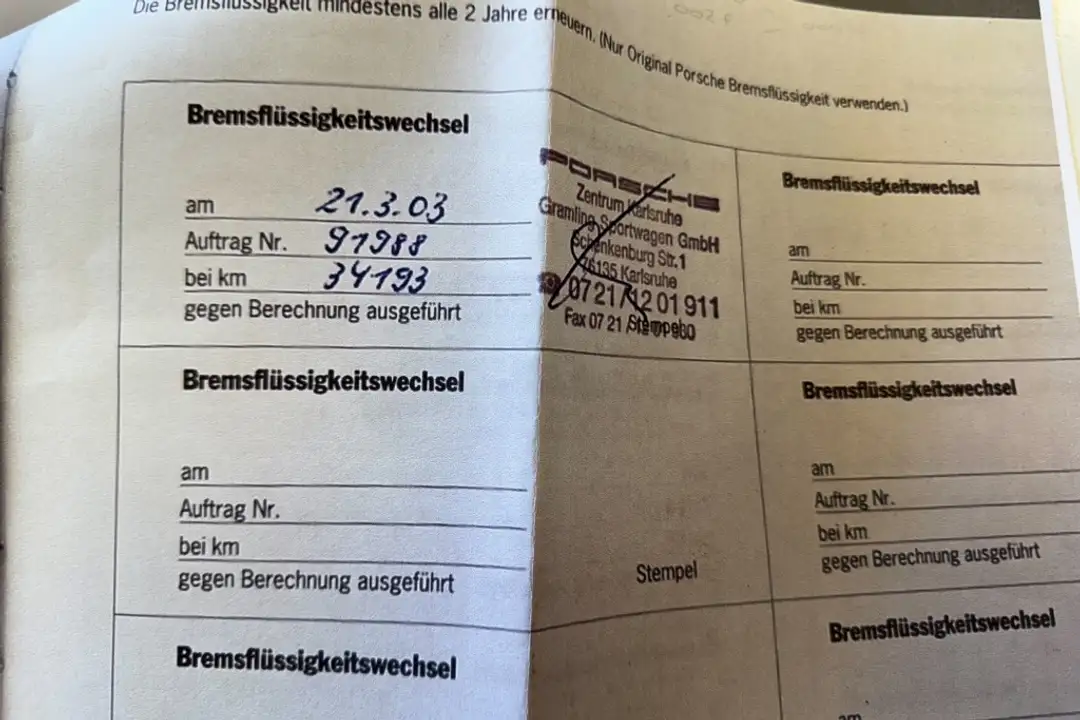 Die Bremsflüssigkeit mindestens alle 2 Jahre erneuern. (Nur Original Porsche Bremsflüssigkeit verwenden.)
Bremsflüssigkeitswechsel
am 21.3.03
Auftrag Nr. 91988
bei km 34193
gegen Berechnung ausgeführt
PORSCHE
Zentrum Karlsruhe
Gramling Sportwagen GmbH
Schenkenburg Str.1
76135 Karlsruhe
☎ 07 21 / 12 01 911
Fax 07 21
Stempel
Bremsflüssigkeitswechsel
am
Auftrag Nr.
bei km
gegen Berechnung ausgeführt
Bremsflüssigkeitswechsel
am
Auftrag Nr.
bei km
gegen Berechnung ausgeführt
Stempel
Bremsflüssigkeitswechsel
am
Auftrag Nr.
bei km
gegen Berechnung ausgeführt
Bremsflüssigkeitswechsel
Bremsflüssigkeitswechsel
am